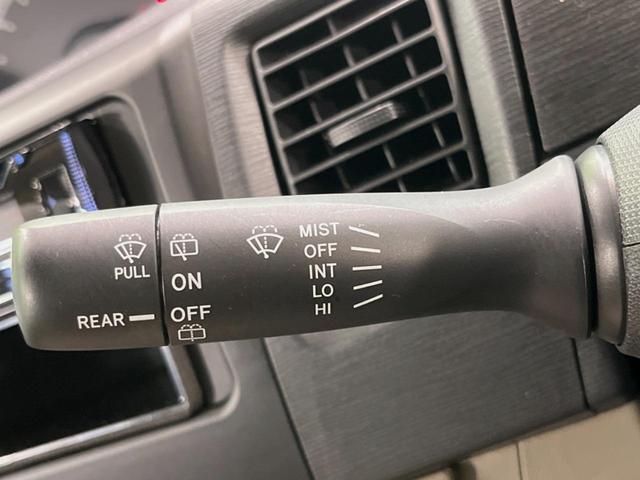 PULL
REAR
ON
OFF
MIST
OFF
INT
LO
HI